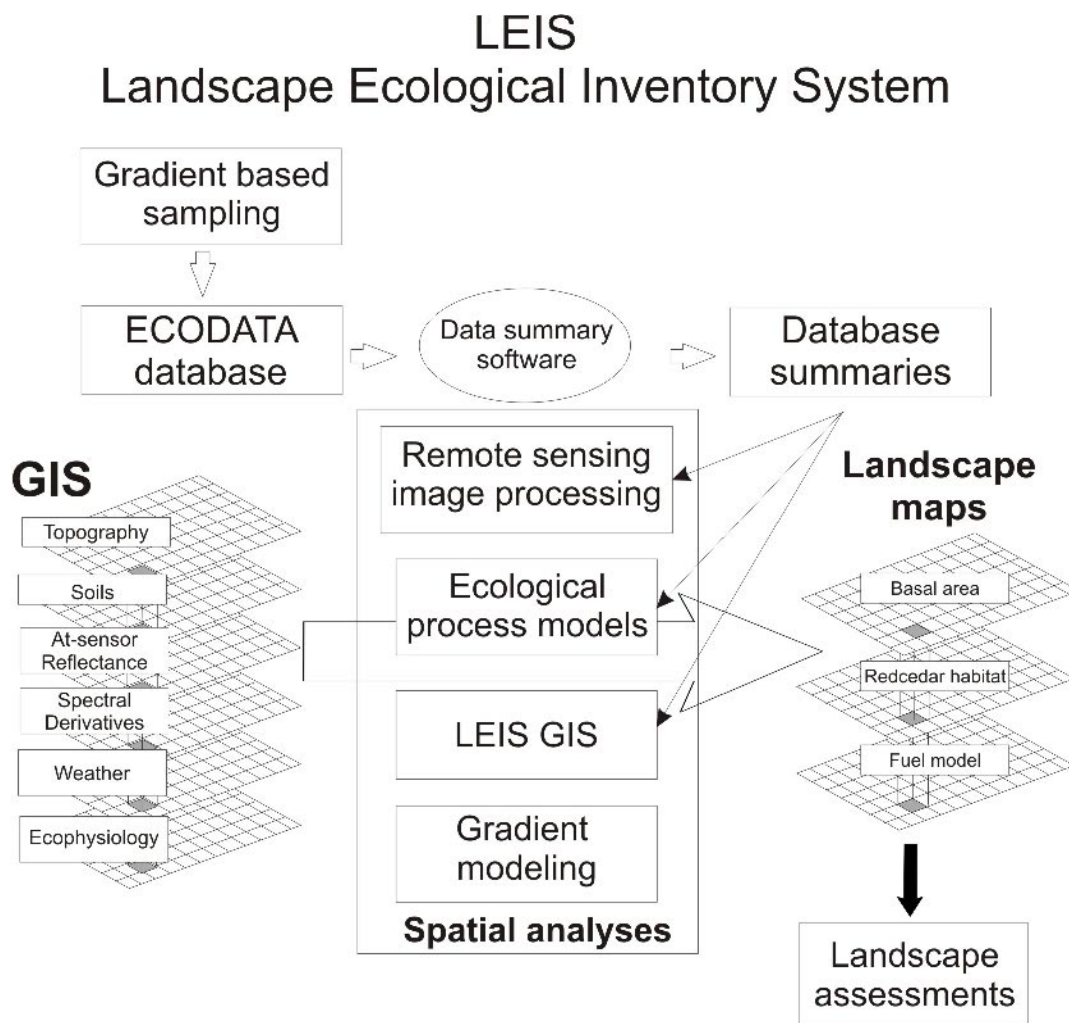 LEIS
Landscape Ecological Inventory System
Gradient based
sampling
ECODATA
database
Data summary
software
Database
summaries
GIS
Topography
Soils
At-sensor
Reflectance
Spectral
Derivatives
Weather
Ecophysiology
Remote sensing
image processing
Ecological
process models
LEIS GIS
Gradient
modeling
Spatial analyses
Landscape
maps
Basal area
Redcedar habitat
Fuel model
Landscape
assessments